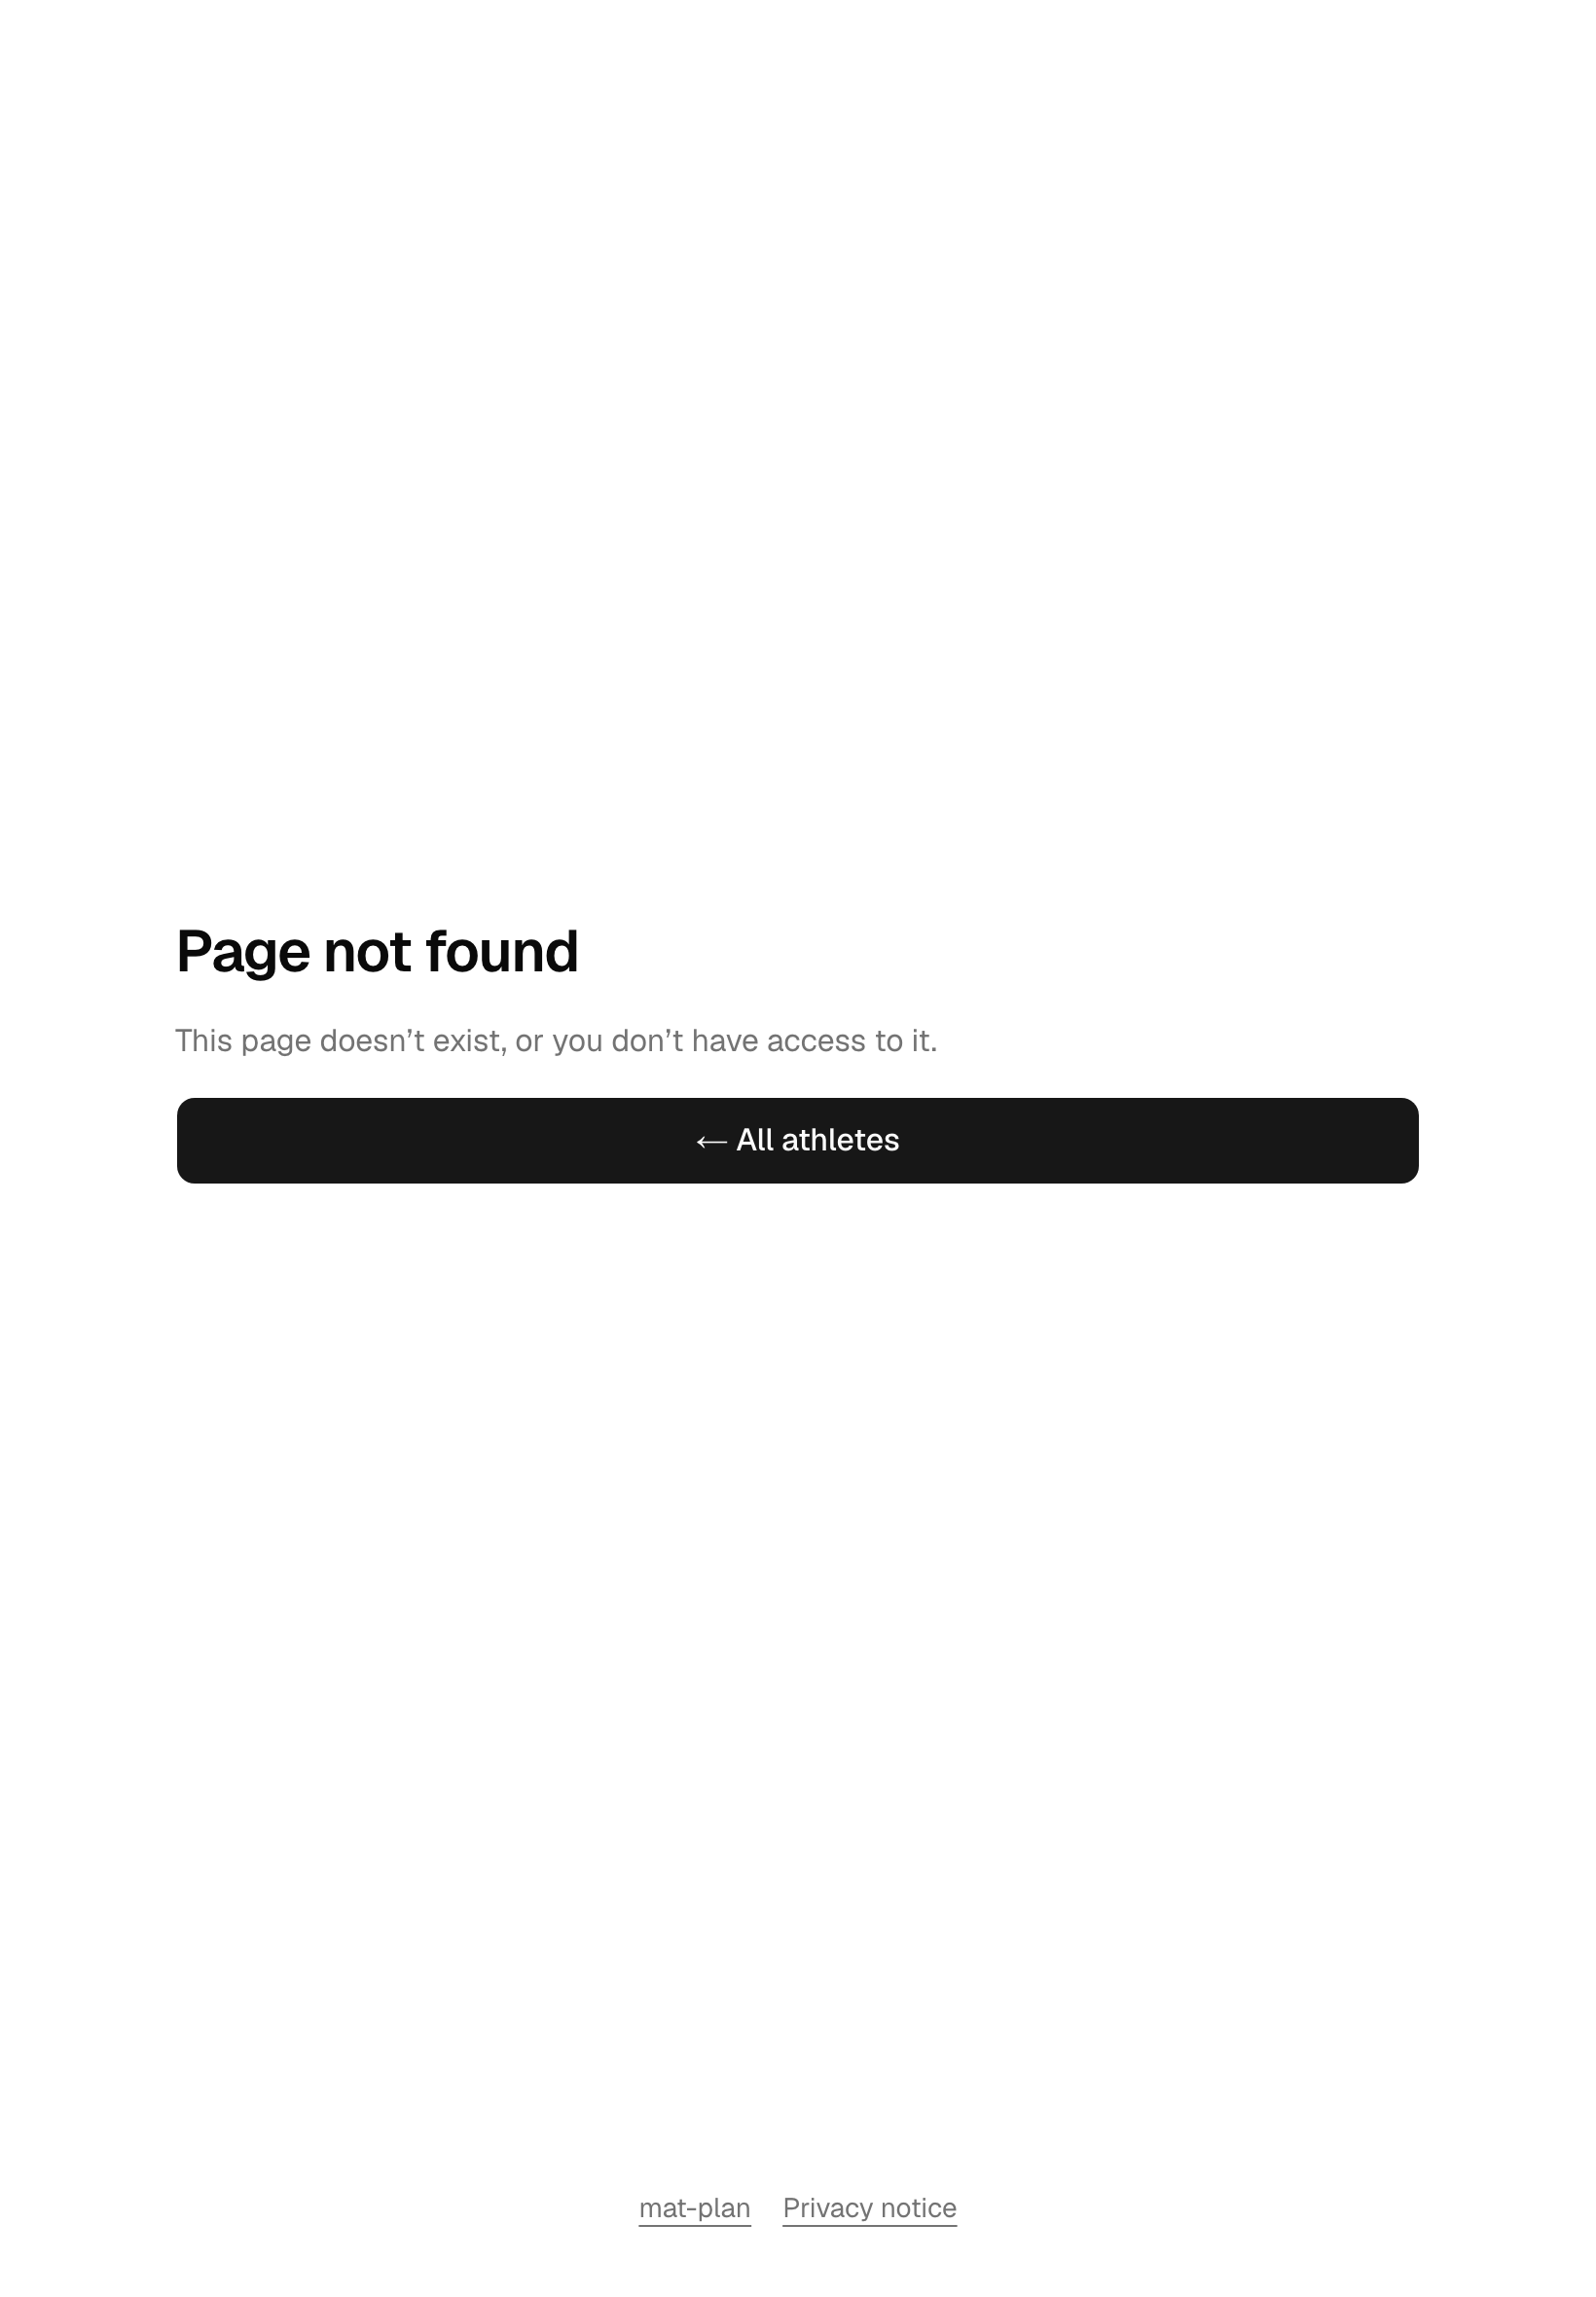 Page not found
This page doesn’t exist, or you don’t have access to it.
← All athletes
mat-plan Privacy notice